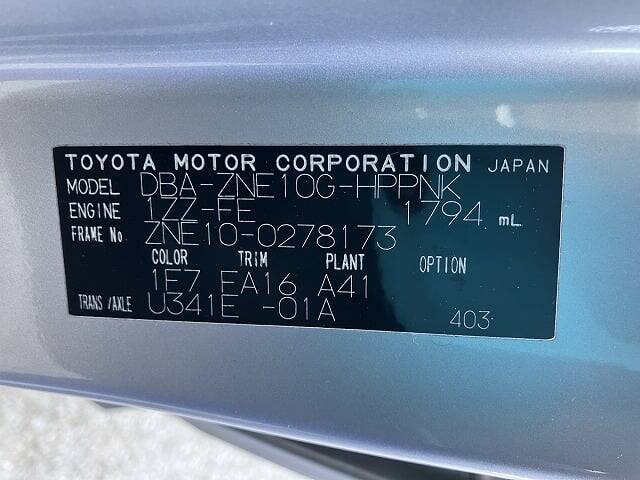 TOYOTA MOTOR CORPORATION JAPAN
MODEL DBA-ZNE10G-HPPNK
ENGINE 1ZZ-FE 1794 mL
FRAME No ZNE10-0278173
COLOR TRIM PLANT OPTION
1E7 EA16 A41
TRANS /AXLE U341E -01A
403